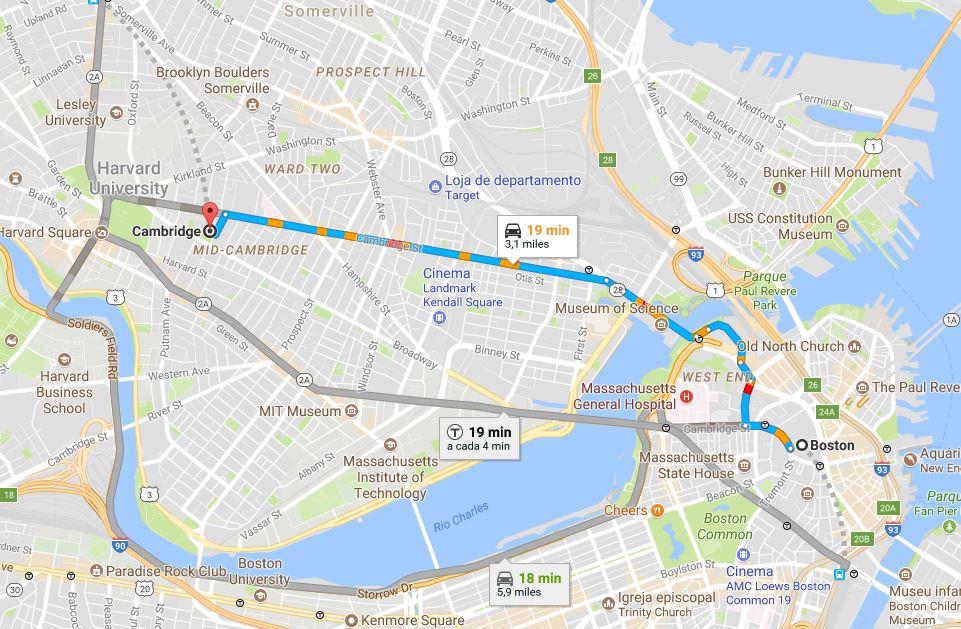 Somerville
Upland Rd
Somerville Ave
Summer St
Pearl St
Perkins St
Raymond St
Linnaean St
Brooklyn Boulders
Somerville
PROSPECT HILL
Glen St
Boston St
26
Main St
2A
Oxford St
Beacon St
Dane St
Washington St
Medford St
Terminal St
Lesley
University
Russell St
Bunker Hill St
Washington St
1
Harvard
University
Kirkland St
WARD TWO
28
28
High St
Garden St
Webster Ave
Loja de departamento
Target
99
Bunker Hill Monument
Brattle St
USS Constitution
Museum
Harvard Square
Cambridge
MID-CAMBRIDGE
Cambridge St
19 min
3,1 miles
93
Harvard St
Otis St
Parque
Paul Revere
Park
Cinema
Landmark
Kendall Square
Hampshire St
28
1
3
2A
Museum of Science
1A
Soldiers Field Rd
Putnam Ave
Green St
Prospect St
Windsor St
Broadway
Binney St
First St
Old North Church
Harvard
Business
School
Western Ave
2A
WEST END
26
The Paul Reve
Massachusetts
General Hospital
H
River St
MIT Museum
24A
Cambridge St
19 min
a cada 4 min
Cambridge St
Boston
Massachusetts
Institute of
Technology
Albany St
Massachusetts
State House
Tremont St
93
Aquári
New En
18
3
Vassar St
Rio Charles
Beacon St
Cheers
Boston
Common
20A
93
Parqu
Fan Pier
90
20B
Paradise Rock Club
Boston
University
Storrow Dr
18 min
5,9 miles
Boylston St
Cinema
AMC Loews Boston
Common 19
30
20
Igreja episcopal
Trinity Church
Museu infa
Boston Childr
Museum
Kenmore Square